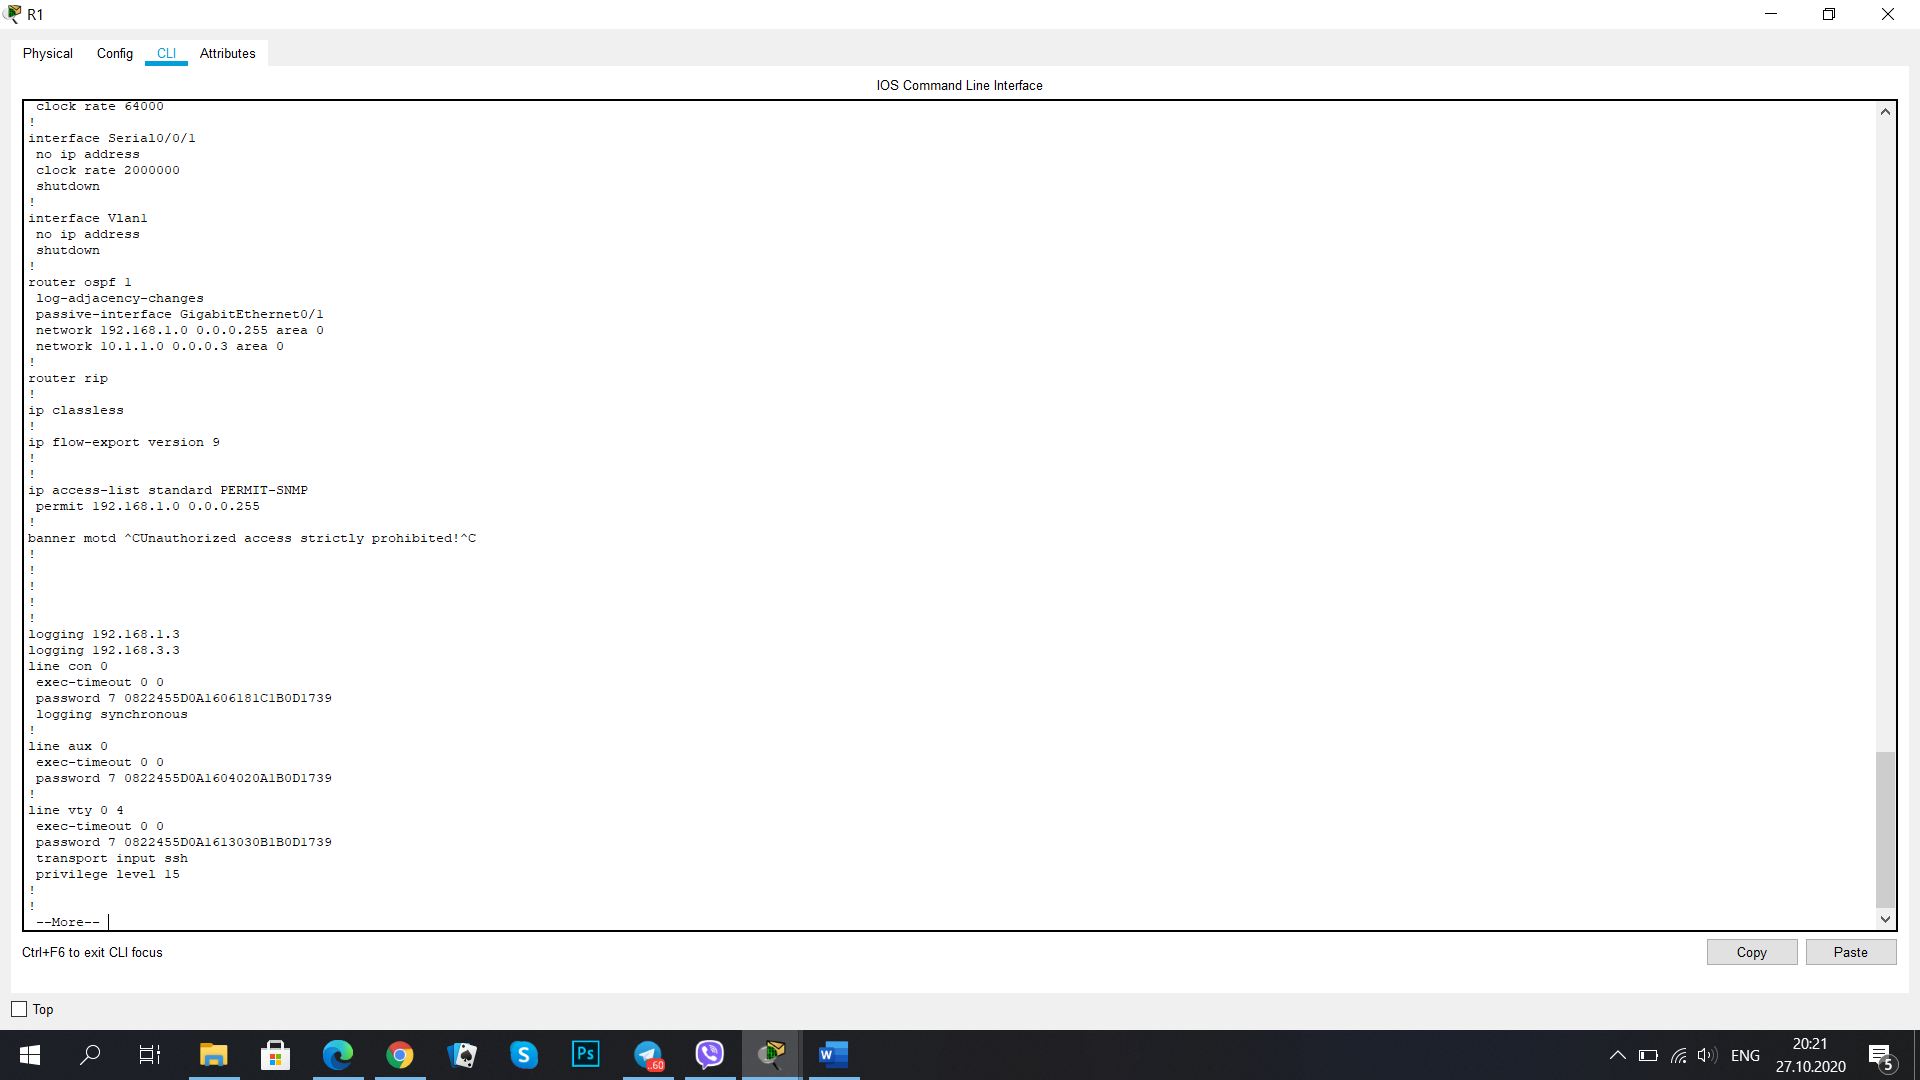 R1
Physical Config CLI Attributes
IOS Command Line Interface
clock rate 64000
!
interface Serial0/0/1
no ip address
clock rate 2000000
shutdown
!
interface Vlan1
no ip address
shutdown
!
router ospf 1
log-adjacency-changes
passive-interface GigabitEthernet0/1
network 192.168.1.0 0.0.0.255 area 0
network 10.1.1.0 0.0.0.3 area 0
!
router rip
!
ip classless
!
ip flow-export version 9
!
!
ip access-list standard PERMIT-SNMP
permit 192.168.1.0 0.0.0.255
!
banner motd ^CUnauthorized access strictly prohibited!^C
!
!
!
!
!
logging 192.168.1.3
logging 192.168.3.3
line con 0
exec-timeout 0 0
password 7 0822455D0A1606181C1B0D1739
logging synchronous
!
line aux 0
exec-timeout 0 0
password 7 0822455D0A1604020A1B0D1739
!
line vty 0 4
exec-timeout 0 0
password 7 0822455D0A1613030B1B0D1739
transport input ssh
privilege level 15
!
!
--More--
Ctrl+F6 to exit CLI focus
Copy Paste
Top
S Ps ..60 W ENG 20:21
27.10.2020
5